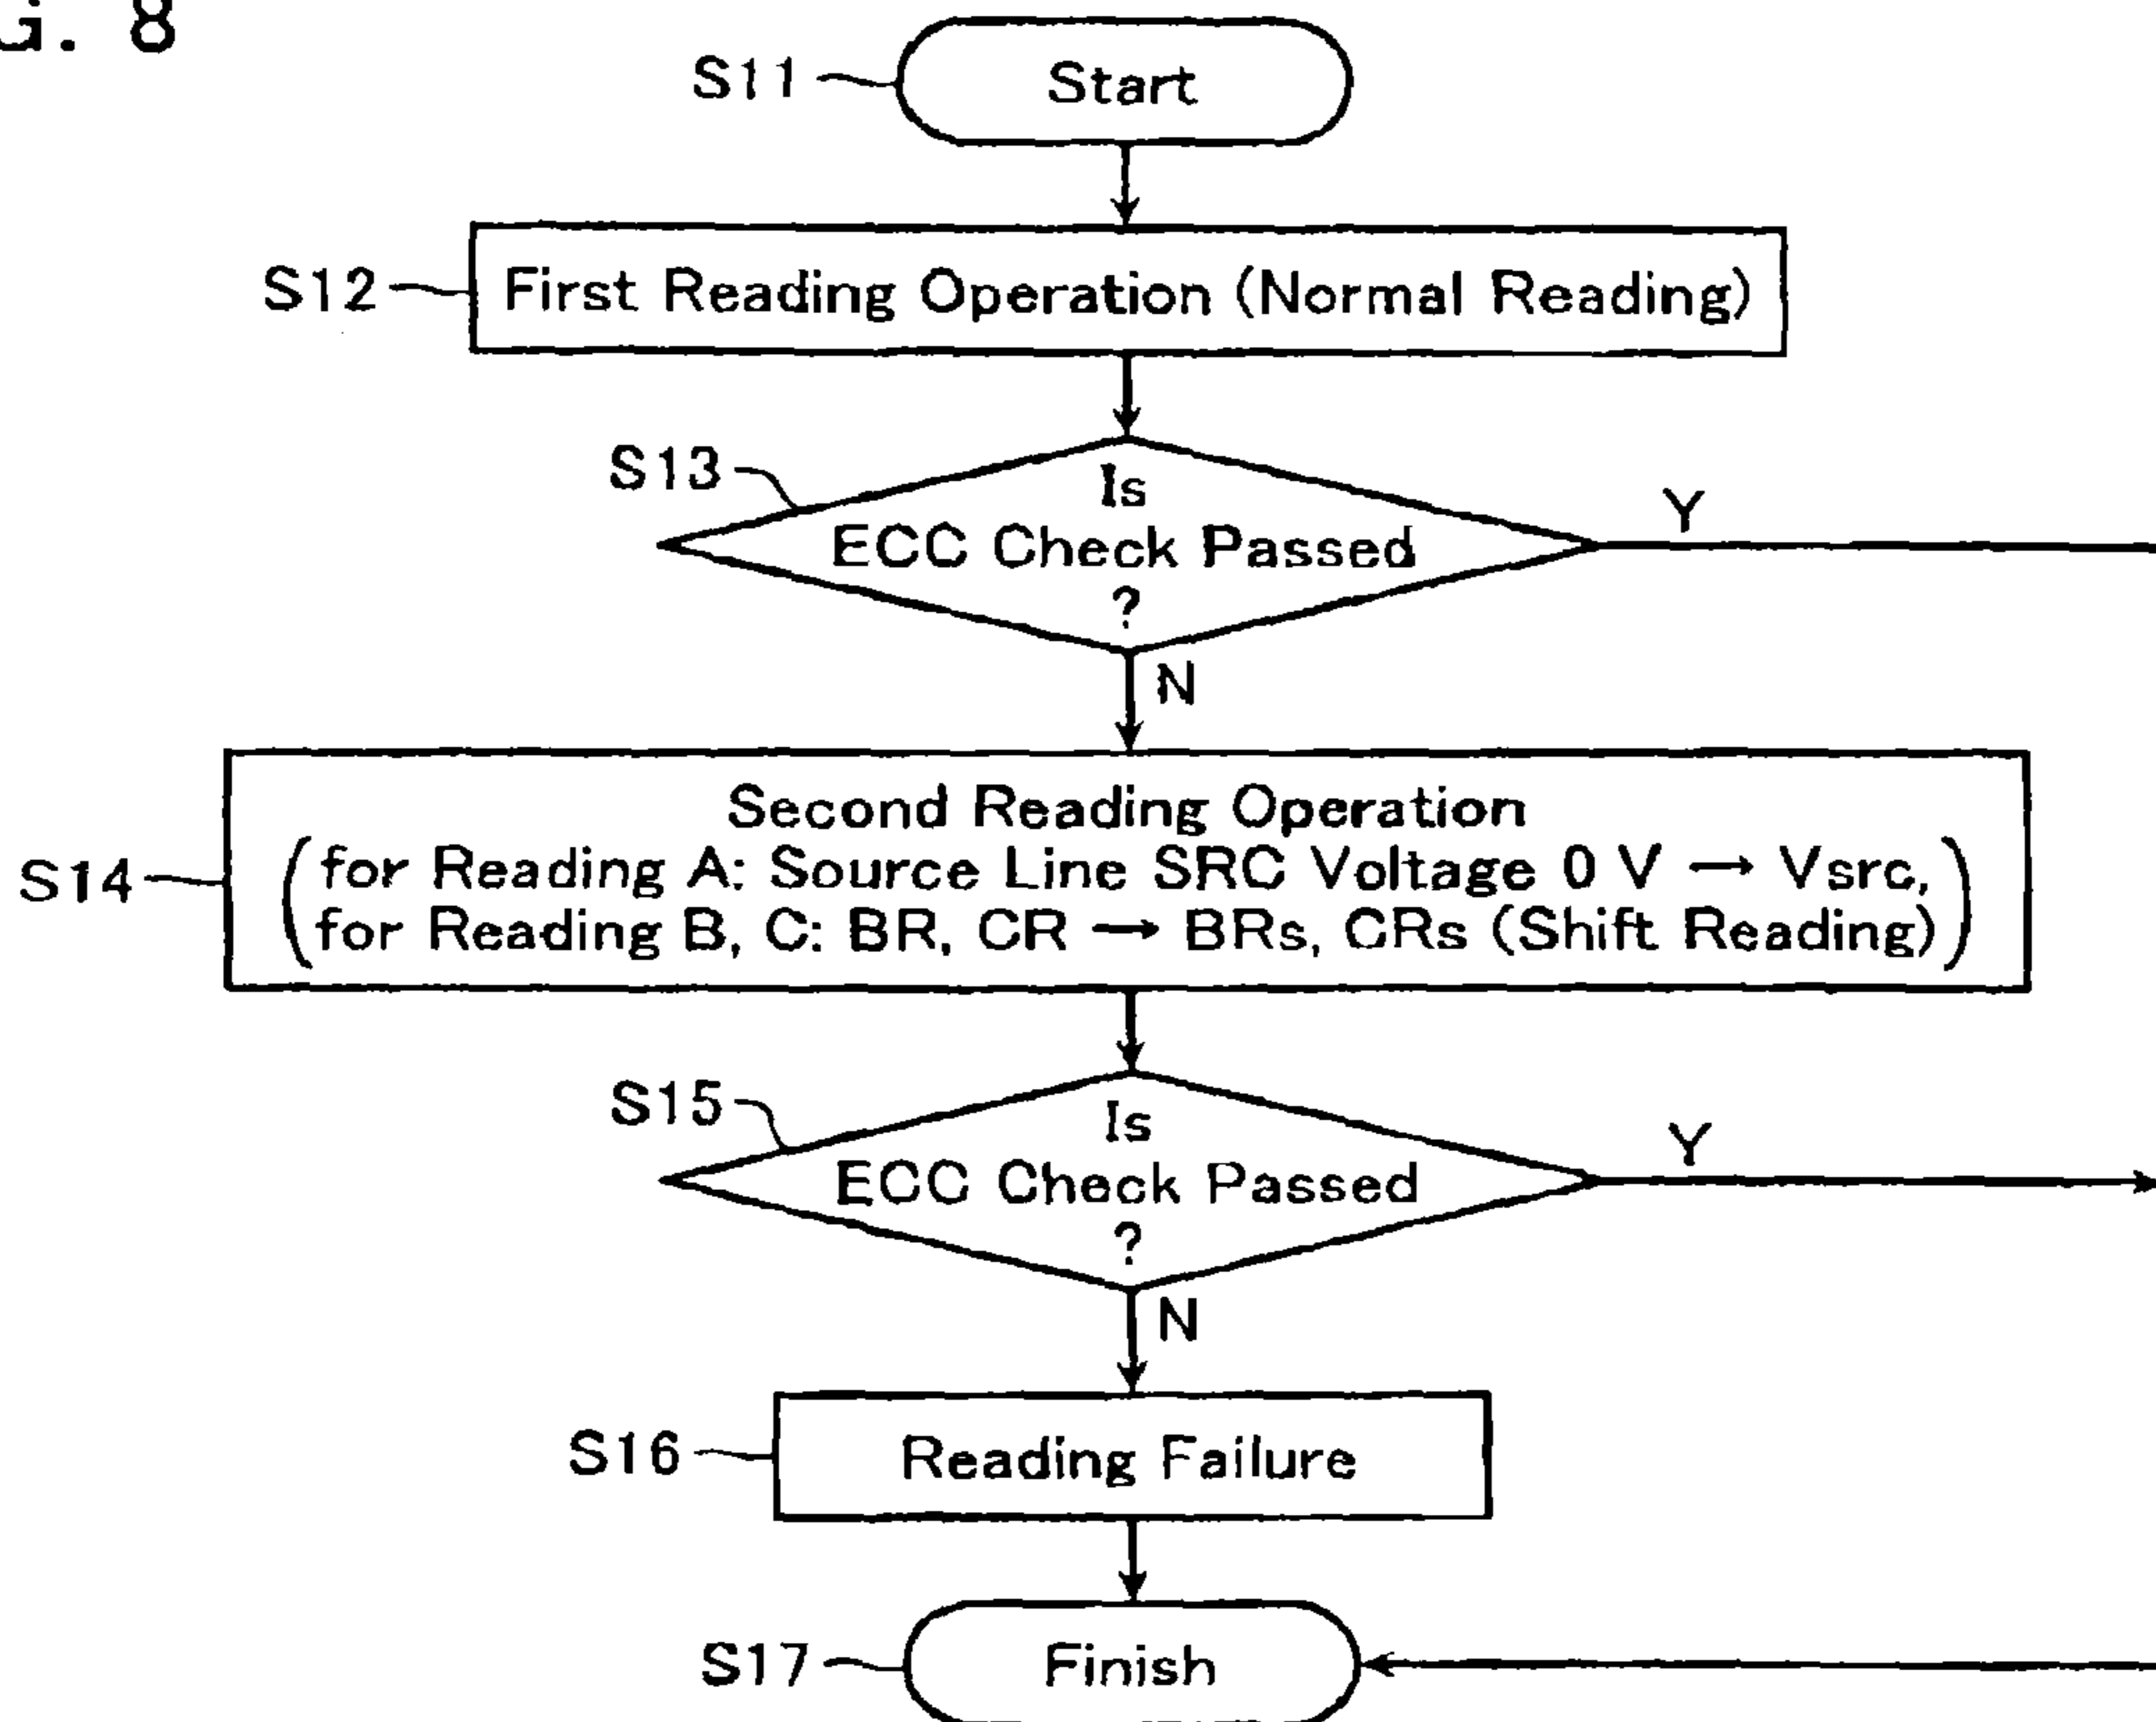 G. 8
S11
Start
S12
First Reading Operation (Normal Reading)
S13
Is
ECC Check Passed
?
Y
N
S14
Second Reading Operation
(for Reading A: Source Line SRC Voltage 0 V → Vsrc,
for Reading B, C: BR, CR → BRs, CRs (Shift Reading))
S15
Is
ECC Check Passed
?
Y
N
S16
Reading Failure
S17
Finish